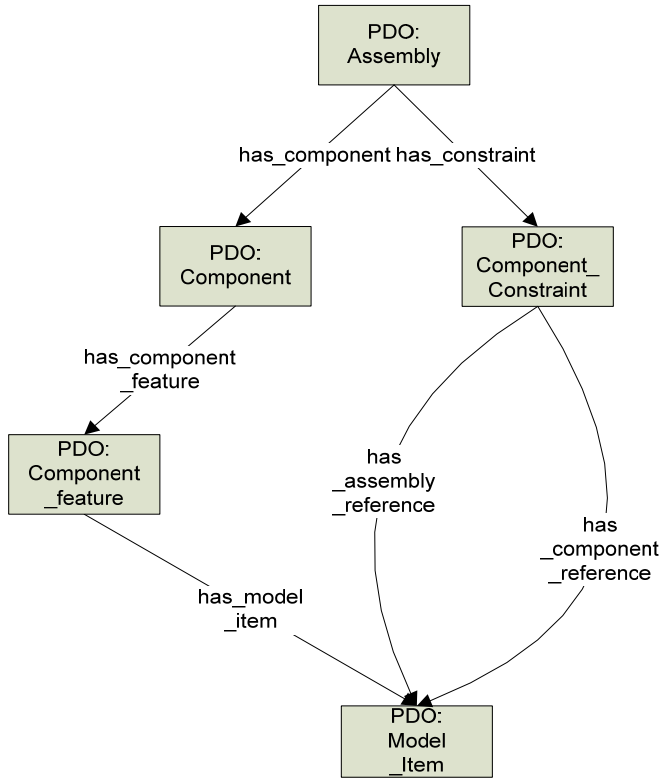 PDO:
Assembly
has_component
has_constraint
PDO:
Component
PDO:
Component_
Constraint
has_component
_feature
PDO:
Component
_feature
has
_assembly
_reference
has
_component
_reference
has_model
_item
PDO:
Model
_Item